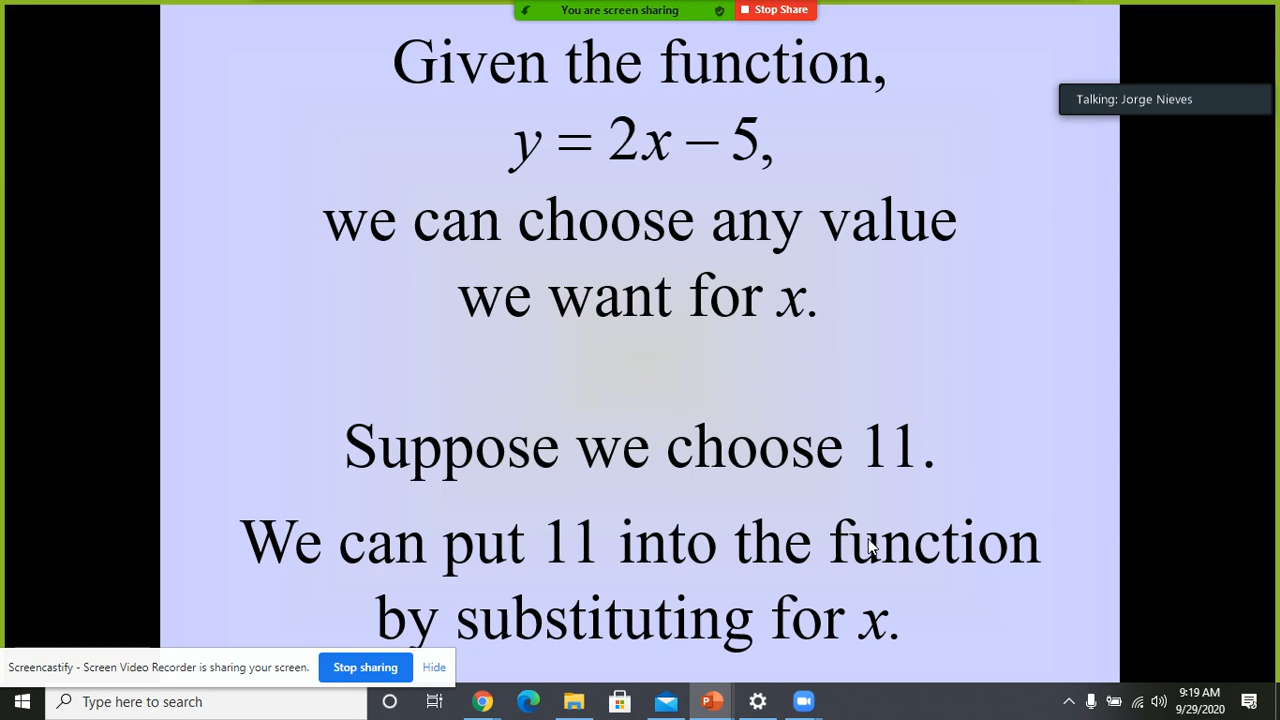 You are screen sharing
Stop Share
Given the function,
Talking: Jorge Nieves
y = 2x − 5,
we can choose any value
we want for x.
Suppose we choose 11.
We can put 11 into the function
by substituting for x.
Screencastify - Screen Video Recorder is sharing your screen.
Stop sharing
Hide
Type here to search
9:19 AM
9/29/2020